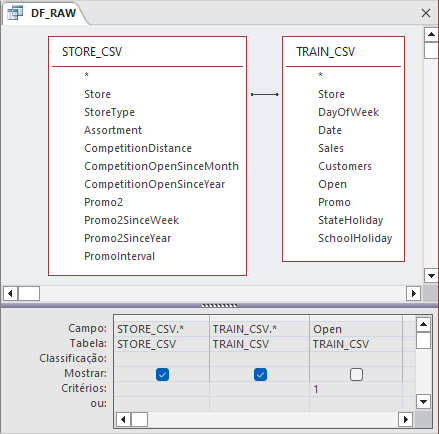 DF_RAW
STORE_CSV
*
Store
StoreType
Assortment
CompetitionDistance
CompetitionOpenSinceMonth
CompetitionOpenSinceYear
Promo2
Promo2SinceWeek
Promo2SinceYear
PromoInterval
TRAIN_CSV
*
Store
DayOfWeek
Date
Sales
Customers
Open
Promo
StateHoliday
SchoolHoliday
Campo: STORE_CSV.* TRAIN_CSV.* Open
Tabela: STORE_CSV TRAIN_CSV TRAIN_CSV
Classificação:
Mostrar:
Critérios: 1
ou: